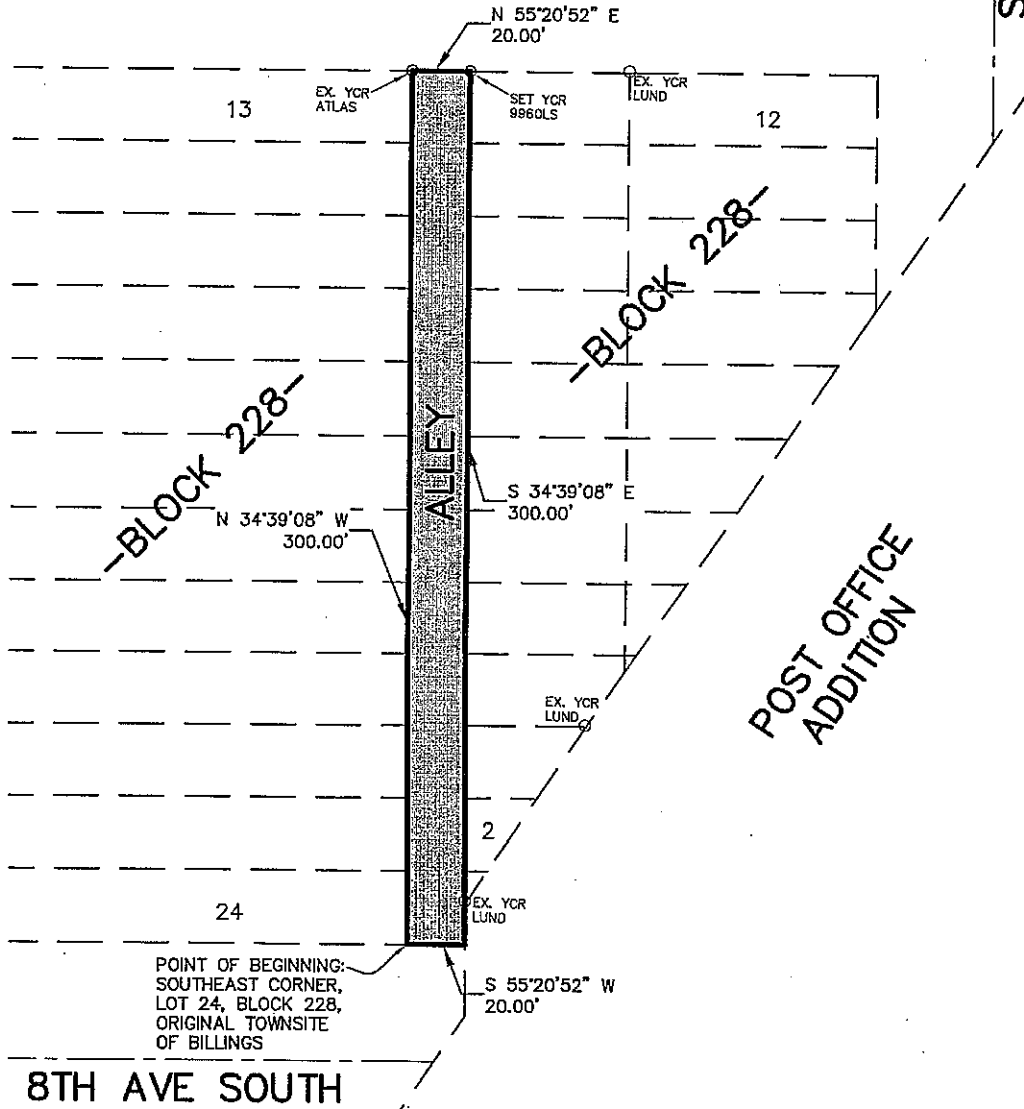 N 55°20'52" E
20.00'
S
EX. YCR
ATLAS
SET YCR
9960LS
EX. YCR
LUND
13
12
-BLOCK 228-
-BLOCK 228-
ALLEY
S 34°39'08" E
300.00'
N 34°39'08" W
300.00'
POST OFFICE
ADDITION
EX. YCR
LUND
2
24
EX. YCR
LUND
POINT OF BEGINNING:
SOUTHEAST CORNER,
LOT 24, BLOCK 228,
ORIGINAL TOWNSITE
OF BILLINGS
S 55°20'52" W
20.00'
8TH AVE SOUTH